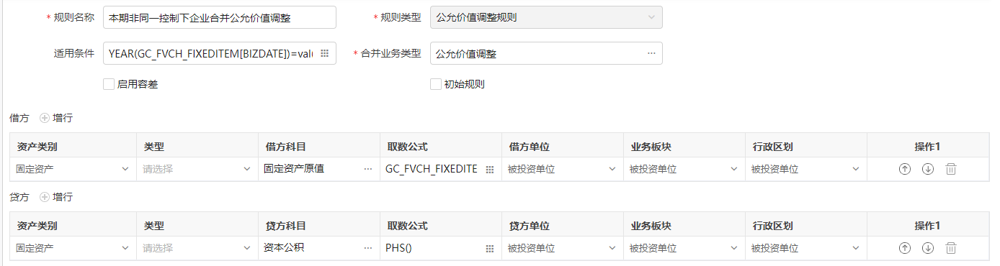 * 规则名称 本期非同一控制下企业合并公允价值调整 * 规则类型 公允价值调整规则
适用条件 YEAR(GC_FVCH_FIXEDITEM[BIZDATE])=val * 合并业务类型 公允价值调整 ...
启用容差 初始规则
借方 增行
资产类别 类型 借方科目 取数公式 借方单位 业务板块 行政区划 操作1
固定资产 请选择 固定资产原值 ... GC_FVCH_FIXEDITE 被投资单位 被投资单位 被投资单位
贷方 增行
资产类别 类型 贷方科目 取数公式 贷方单位 业务板块 行政区划 操作1
固定资产 请选择 资本公积 ... PHS() 被投资单位 被投资单位 被投资单位